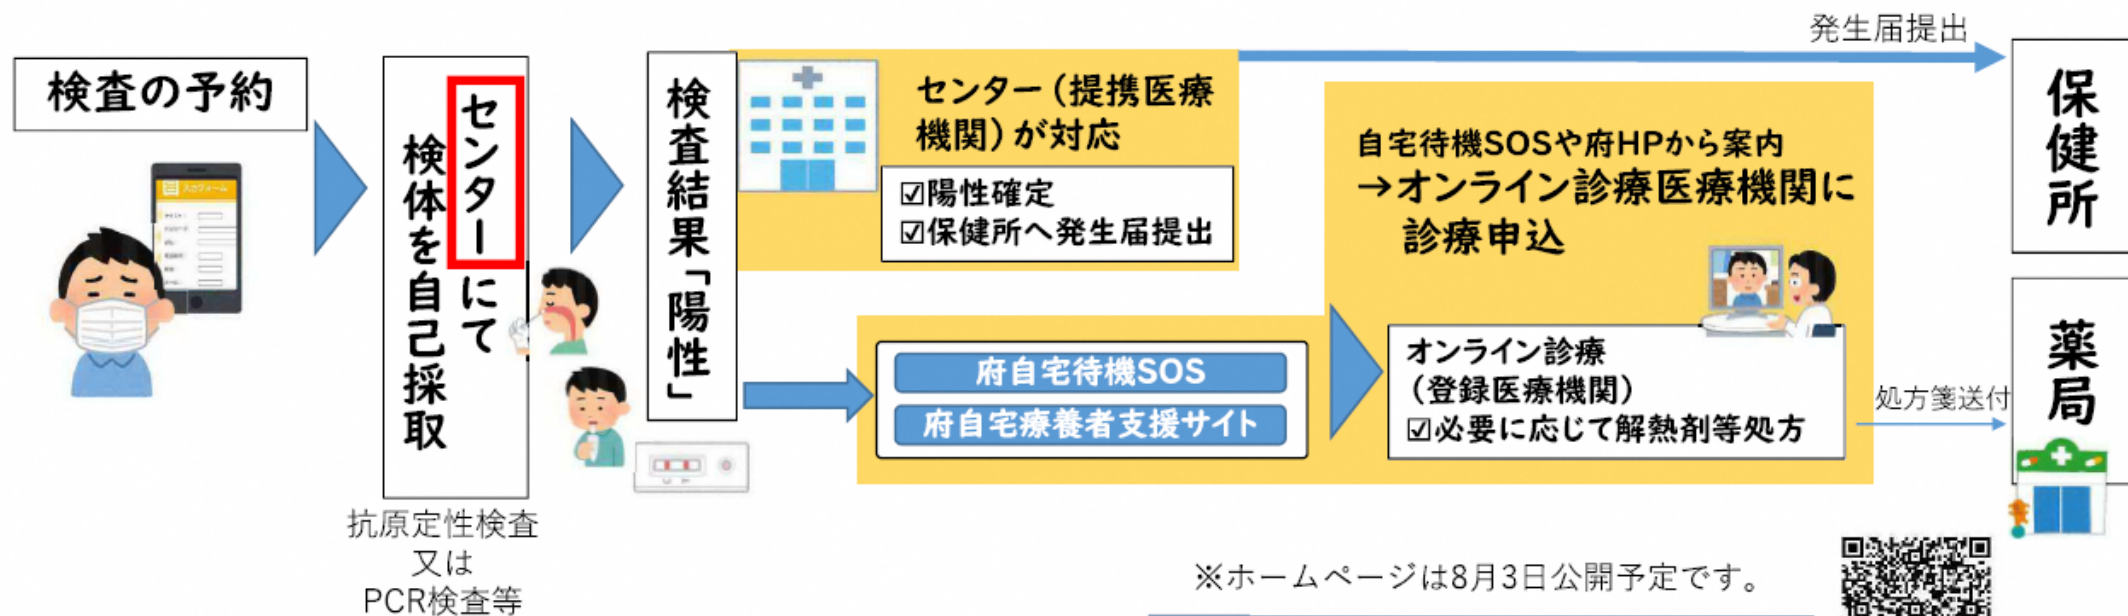 検査の予約
入力フォーム
センターにて
検体を自己採取
抗原定性検査
又は
PCR検査等
検査結果「陽性」
センター（提携医療
機関）が対応
☑陽性確定
☑保健所へ発生届提出
発生届提出
保健所
府自宅待機SOS
府自宅療養者支援サイト
自宅待機SOSや府HPから案内
→オンライン診療医療機関に
診療申込
オンライン診療
（登録医療機関）
☑必要に応じて解熱剤等処方
処方箋送付
薬局
※ホームページは8月3日公開予定です。